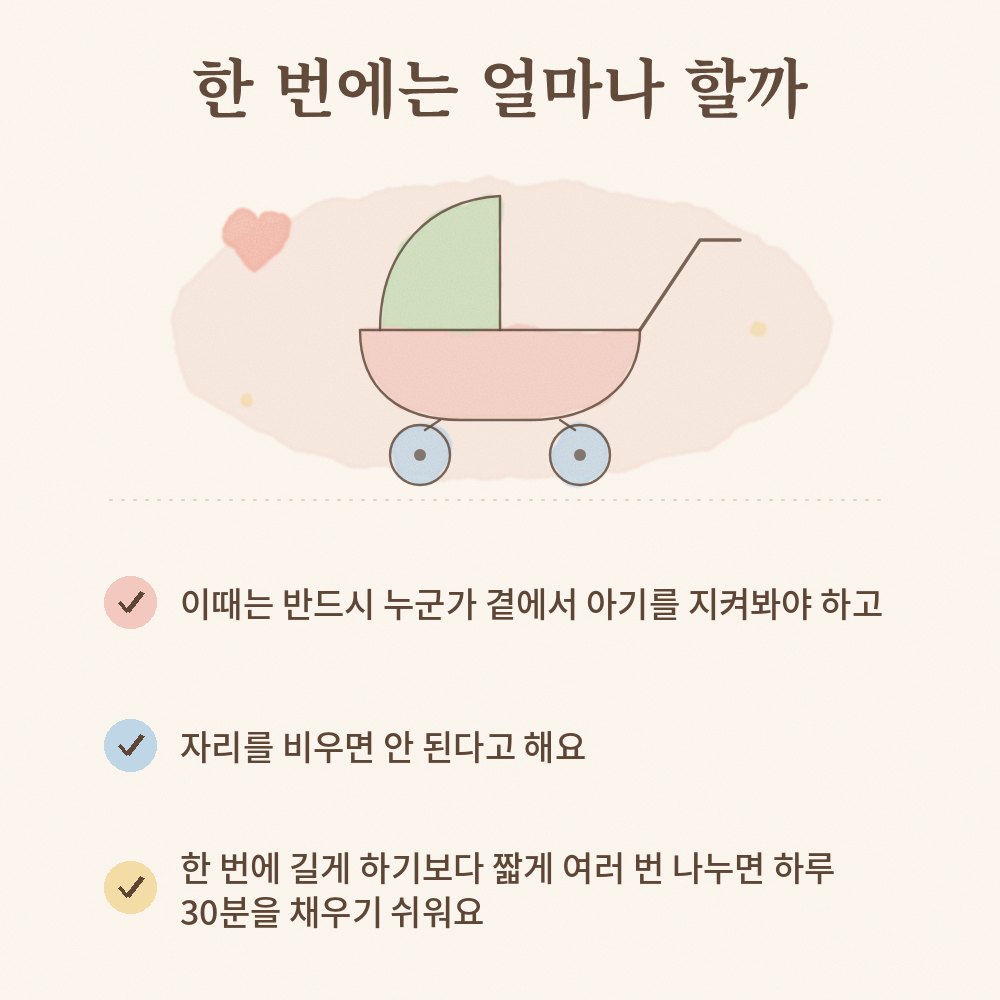 한 번에는 얼마나 할까
이때는 반드시 누군가 곁에서 아기를 지켜봐야 하고
자리를 비우면 안 된다고 해요
한 번에 길게 하기보다 짧게 여러 번 나누면 하루
30분을 채우기 쉬워요